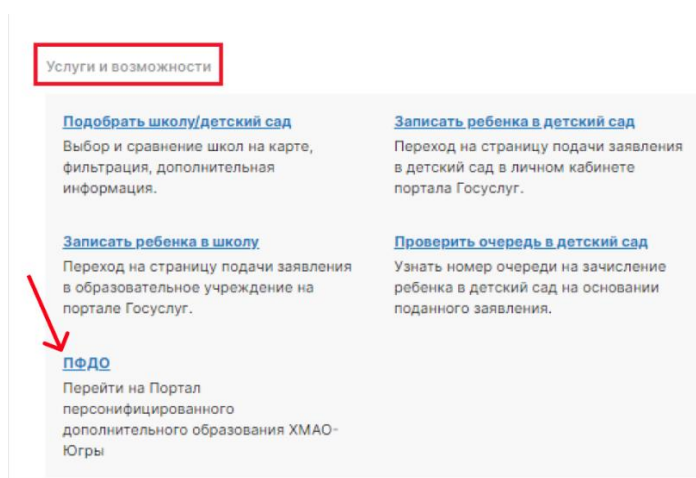 Услуги и возможности
Подобрать школу/детский сад
Выбор и сравнение школ на карте,
фильтрация, дополнительная
информация.
Записать ребенка в детский сад
Переход на страницу подачи заявления
в детский сад в личном кабинете
портала Госуслуг.
Записать ребенка в школу
Переход на страницу подачи заявления
в образовательное учреждение на
портале Госуслуг.
Проверить очередь в детский сад
Узнать номер очереди на зачисление
ребенка в детский сад на основании
поданного заявления.
ПФДО
Перейти на Портал
персонифицированного
дополнительного образования ХМАО-
Югры